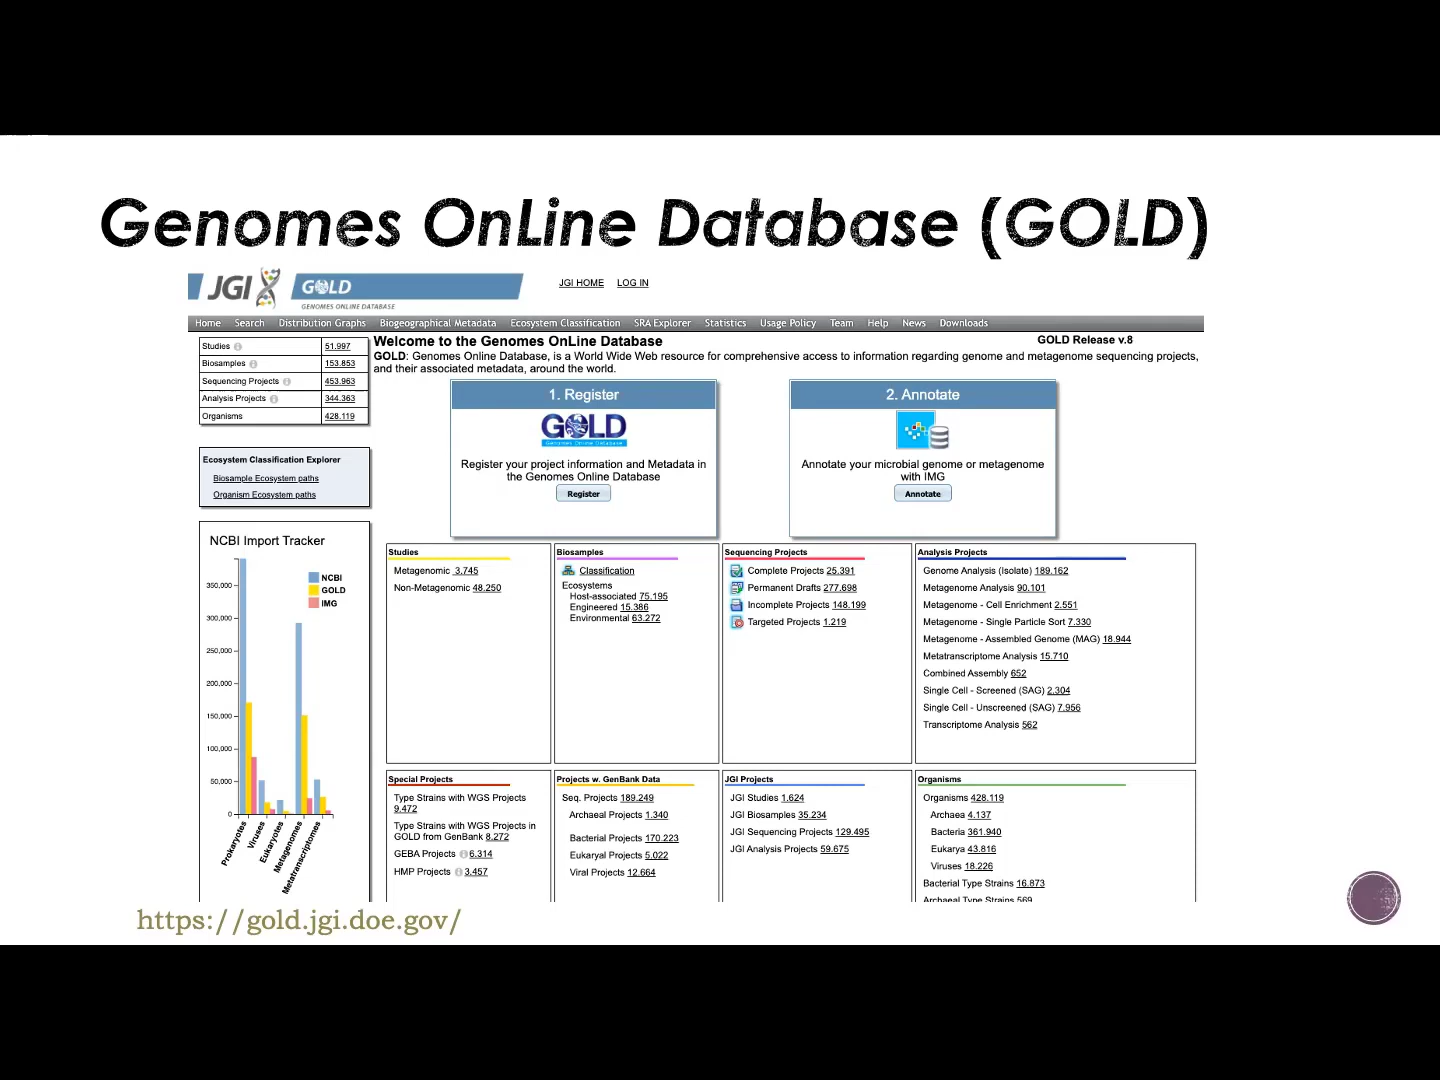 Genomes OnLine Database (GOLD)
JGI GOLD
GENOMES ONLINE DATABASE
JGI HOME LOG IN
Home Search Distribution Graphs Biogeographical Metadata Ecosystem Classification SRA Explorer Statistics Usage Policy Team Help News Downloads
Studies 51.997
Biosamples 153.853
Sequencing Projects 453.963
Analysis Projects 344.363
Organisms 428.119
Welcome to the Genomes OnLine Database
GOLD Release v.8
GOLD: Genomes Online Database, is a World Wide Web resource for comprehensive access to information regarding genome and metagenome sequencing projects,
and their associated metadata, around the world.
1. Register
GOLD
Genomes Online Database
Register your project information and Metadata in
the Genomes Online Database
Register
2. Annotate
Annotate your microbial genome or metagenome
with IMG
Annotate
Ecosystem Classification Explorer
Biosample Ecosystem paths
Organism Ecosystem paths
NCBI Import Tracker
NCBI
GOLD
IMG
350,000
300,000
250,000
200,000
150,000
100,000
50,000
0
Prokaryotes
Viruses
Eukaryotes
Metagenomes
Metatranscriptomes
Studies
Metagenomic 3.745
Non-Metagenomic 48.250
Biosamples
Classification
Ecosystems
Host-associated 75.195
Engineered 15.386
Environmental 63.272
Sequencing Projects
Complete Projects 25.391
Permanent Drafts 277.698
Incomplete Projects 148.199
Targeted Projects 1.219
Analysis Projects
Genome Analysis (Isolate) 189.162
Metagenome Analysis 90.101
Metagenome - Cell Enrichment 2.551
Metagenome - Single Particle Sort 7.330
Metagenome - Assembled Genome (MAG) 18.944
Metatranscriptome Analysis 15.710
Combined Assembly 652
Single Cell - Screened (SAG) 2.304
Single Cell - Unscreened (SAG) 7.956
Transcriptome Analysis 562
Special Projects
Type Strains with WGS Projects
9.472
Type Strains with WGS Projects in
GOLD from GenBank 8.272
GEBA Projects 6.314
HMP Projects 3.457
Projects w. GenBank Data
Seq. Projects 189.249
Archaeal Projects 1.340
Bacterial Projects 170.223
Eukaryal Projects 5.022
Viral Projects 12.664
JGI Projects
JGI Studies 1.624
JGI Biosamples 35.234
JGI Sequencing Projects 129.495
JGI Analysis Projects 59.675
Organisms
Organisms 428.119
Archaea 4.137
Bacteria 361.940
Eukarya 43.816
Viruses 18.226
Bacterial Type Strains 16.873
Archaeal Type Strains 569
https://gold.jgi.doe.gov/